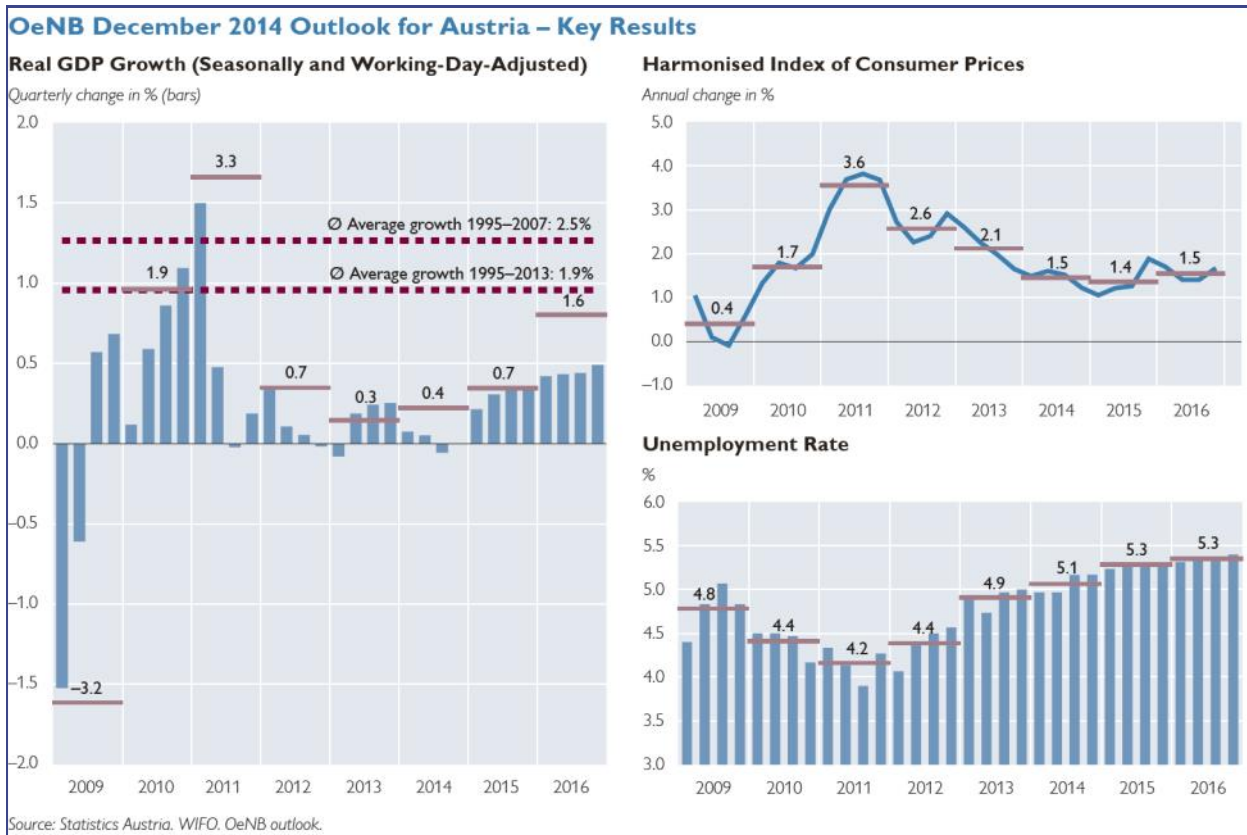 OeNB December 2014 Outlook for Austria – Key Results
Real GDP Growth (Seasonally and Working-Day-Adjusted)
Quarterly change in % (bars)
2.0
1.5
1.0
0.5
0.0
–0.5
–1.0
–1.5
–2.0
3.3
Ø Average growth 1995–2007: 2.5%
Ø Average growth 1995–2013: 1.9%
1.9
1.6
0.7
0.3
0.4
0.7
–3.2
2009 2010 2011 2012 2013 2014 2015 2016
Harmonised Index of Consumer Prices
Annual change in %
5.0
4.0
3.0
2.0
1.0
0.0
–1.0
0.4 1.7 3.6 2.6 2.1 1.5 1.4 1.5
2009 2010 2011 2012 2013 2014 2015 2016
Unemployment Rate
%
6.0
5.5
5.0
4.5
4.0
3.5
3.0
4.8 4.4 4.2 4.4 4.9 5.1 5.3 5.3
2009 2010 2011 2012 2013 2014 2015 2016
Source: Statistics Austria. WIFO. OeNB outlook.